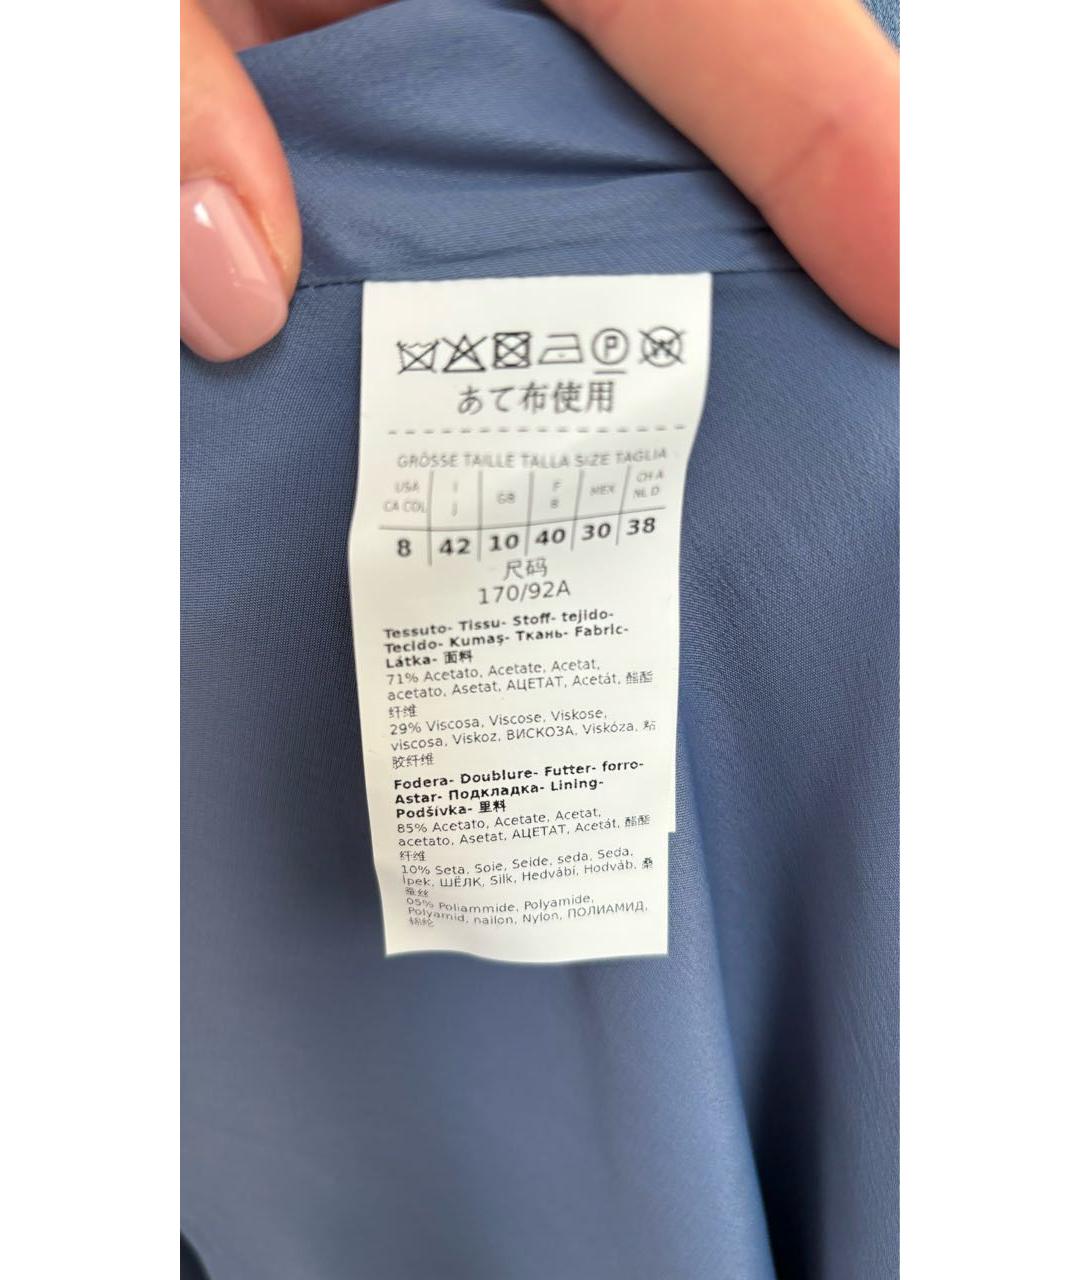 P W
あて布使用
GRÖSSE TAILLE TALLA SIZE TAGLIA
USA I GB F MEX CH A
CA COL J B NL D
8 42 10 40 30 38
尺码
170/92A
Tessuto- Tissu- Stoff- tejido-
Tecido- Kumaş- Ткань- Fabric-
Látka- 面料
71% Acetato, Acetate, Acetat,
acetato, Asetat, АЦЕТАТ, Acetát, 醋酯
纤维
29% Viscosa, Viscose, Viskose,
viscosa, Viskoz, ВИСКОЗА, Viskóza, 粘
胶纤维
Fodera- Doublure- Futter- forro-
Astar- Подкладка- Lining-
Podšívka- 里料
85% Acetato, Acetate, Acetat,
acetato, Asetat, АЦЕТАТ, Acetát, 醋酯
纤维
10% Seta, Soie, Seide, seda, Seda,
İpek, ШЁЛК, Silk, Hedvábí, Hodváb, 桑
蚕丝
05% Poliammide, Polyamide,
Polyamid, nailon, Nylon, ПОЛИАМИД,
锦纶